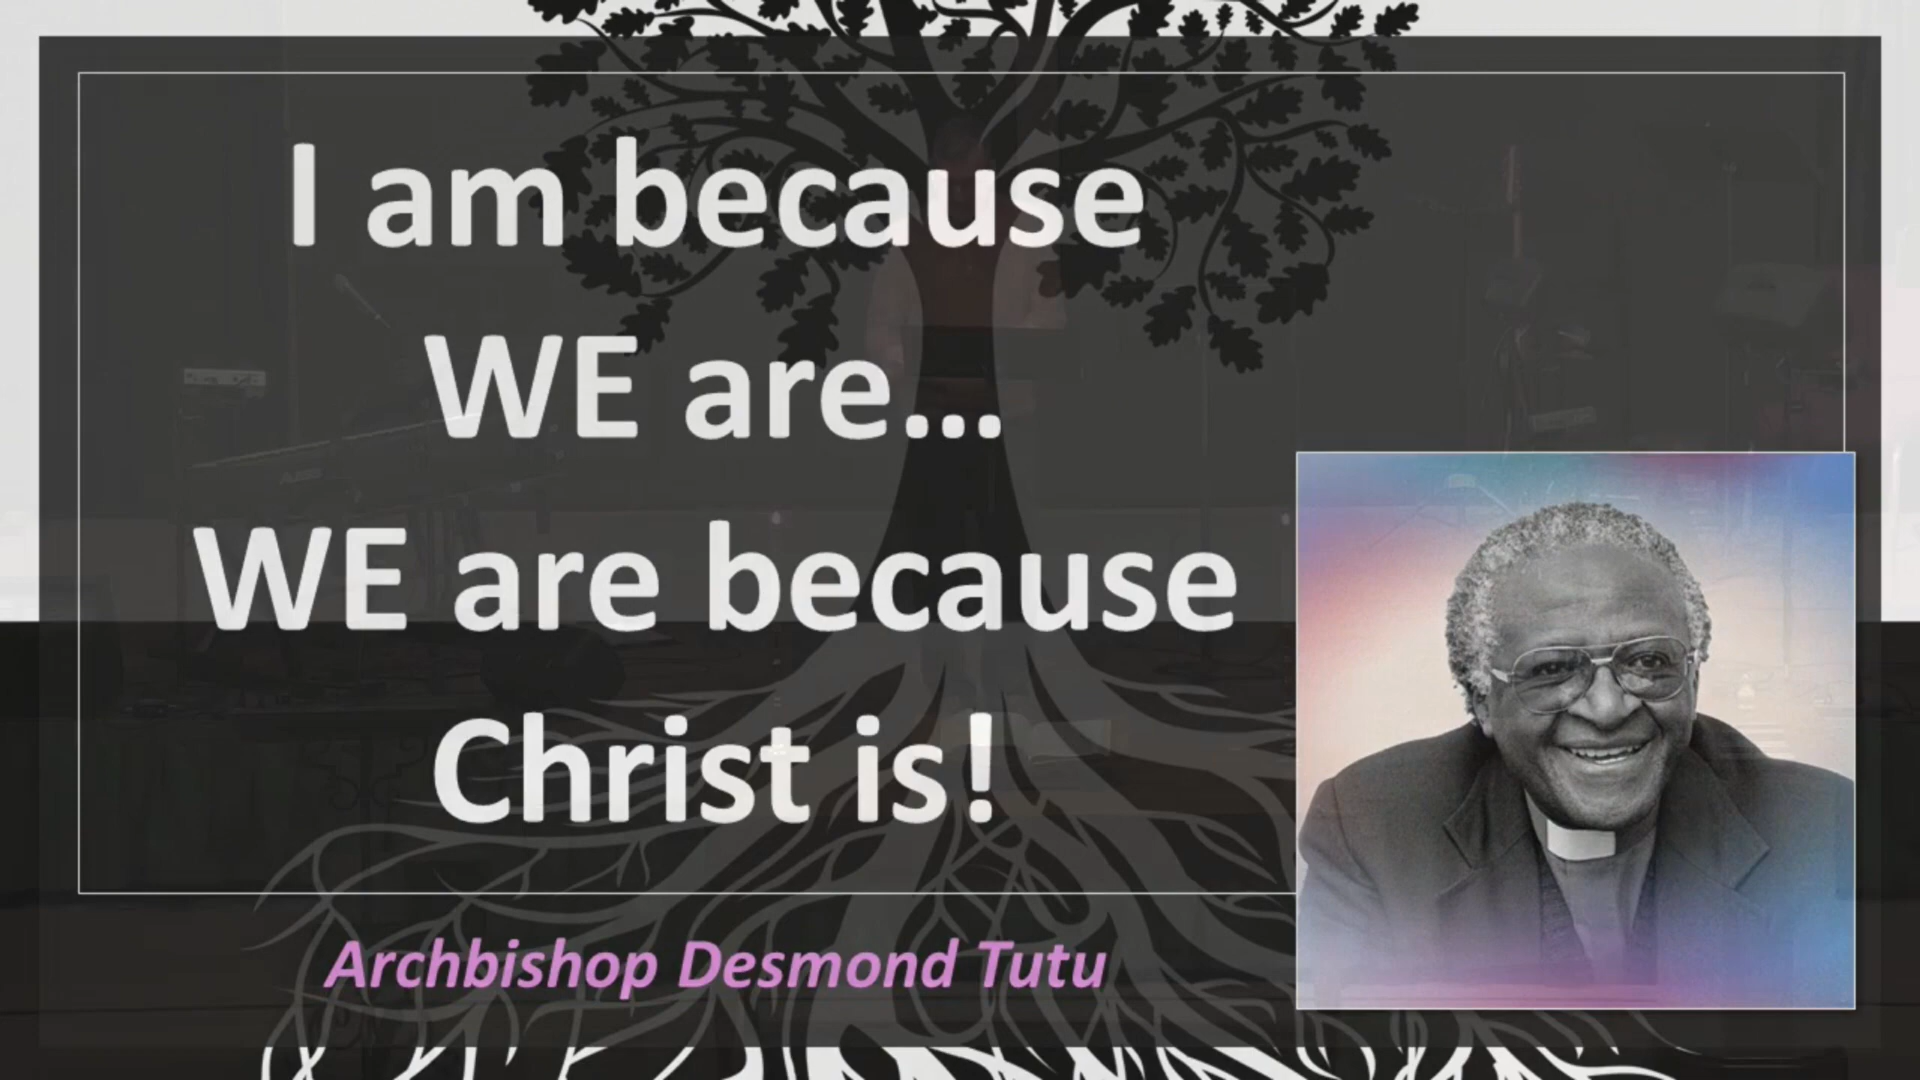 I am because
WE are...
WE are because
Christ is!
Archbishop Desmond Tutu